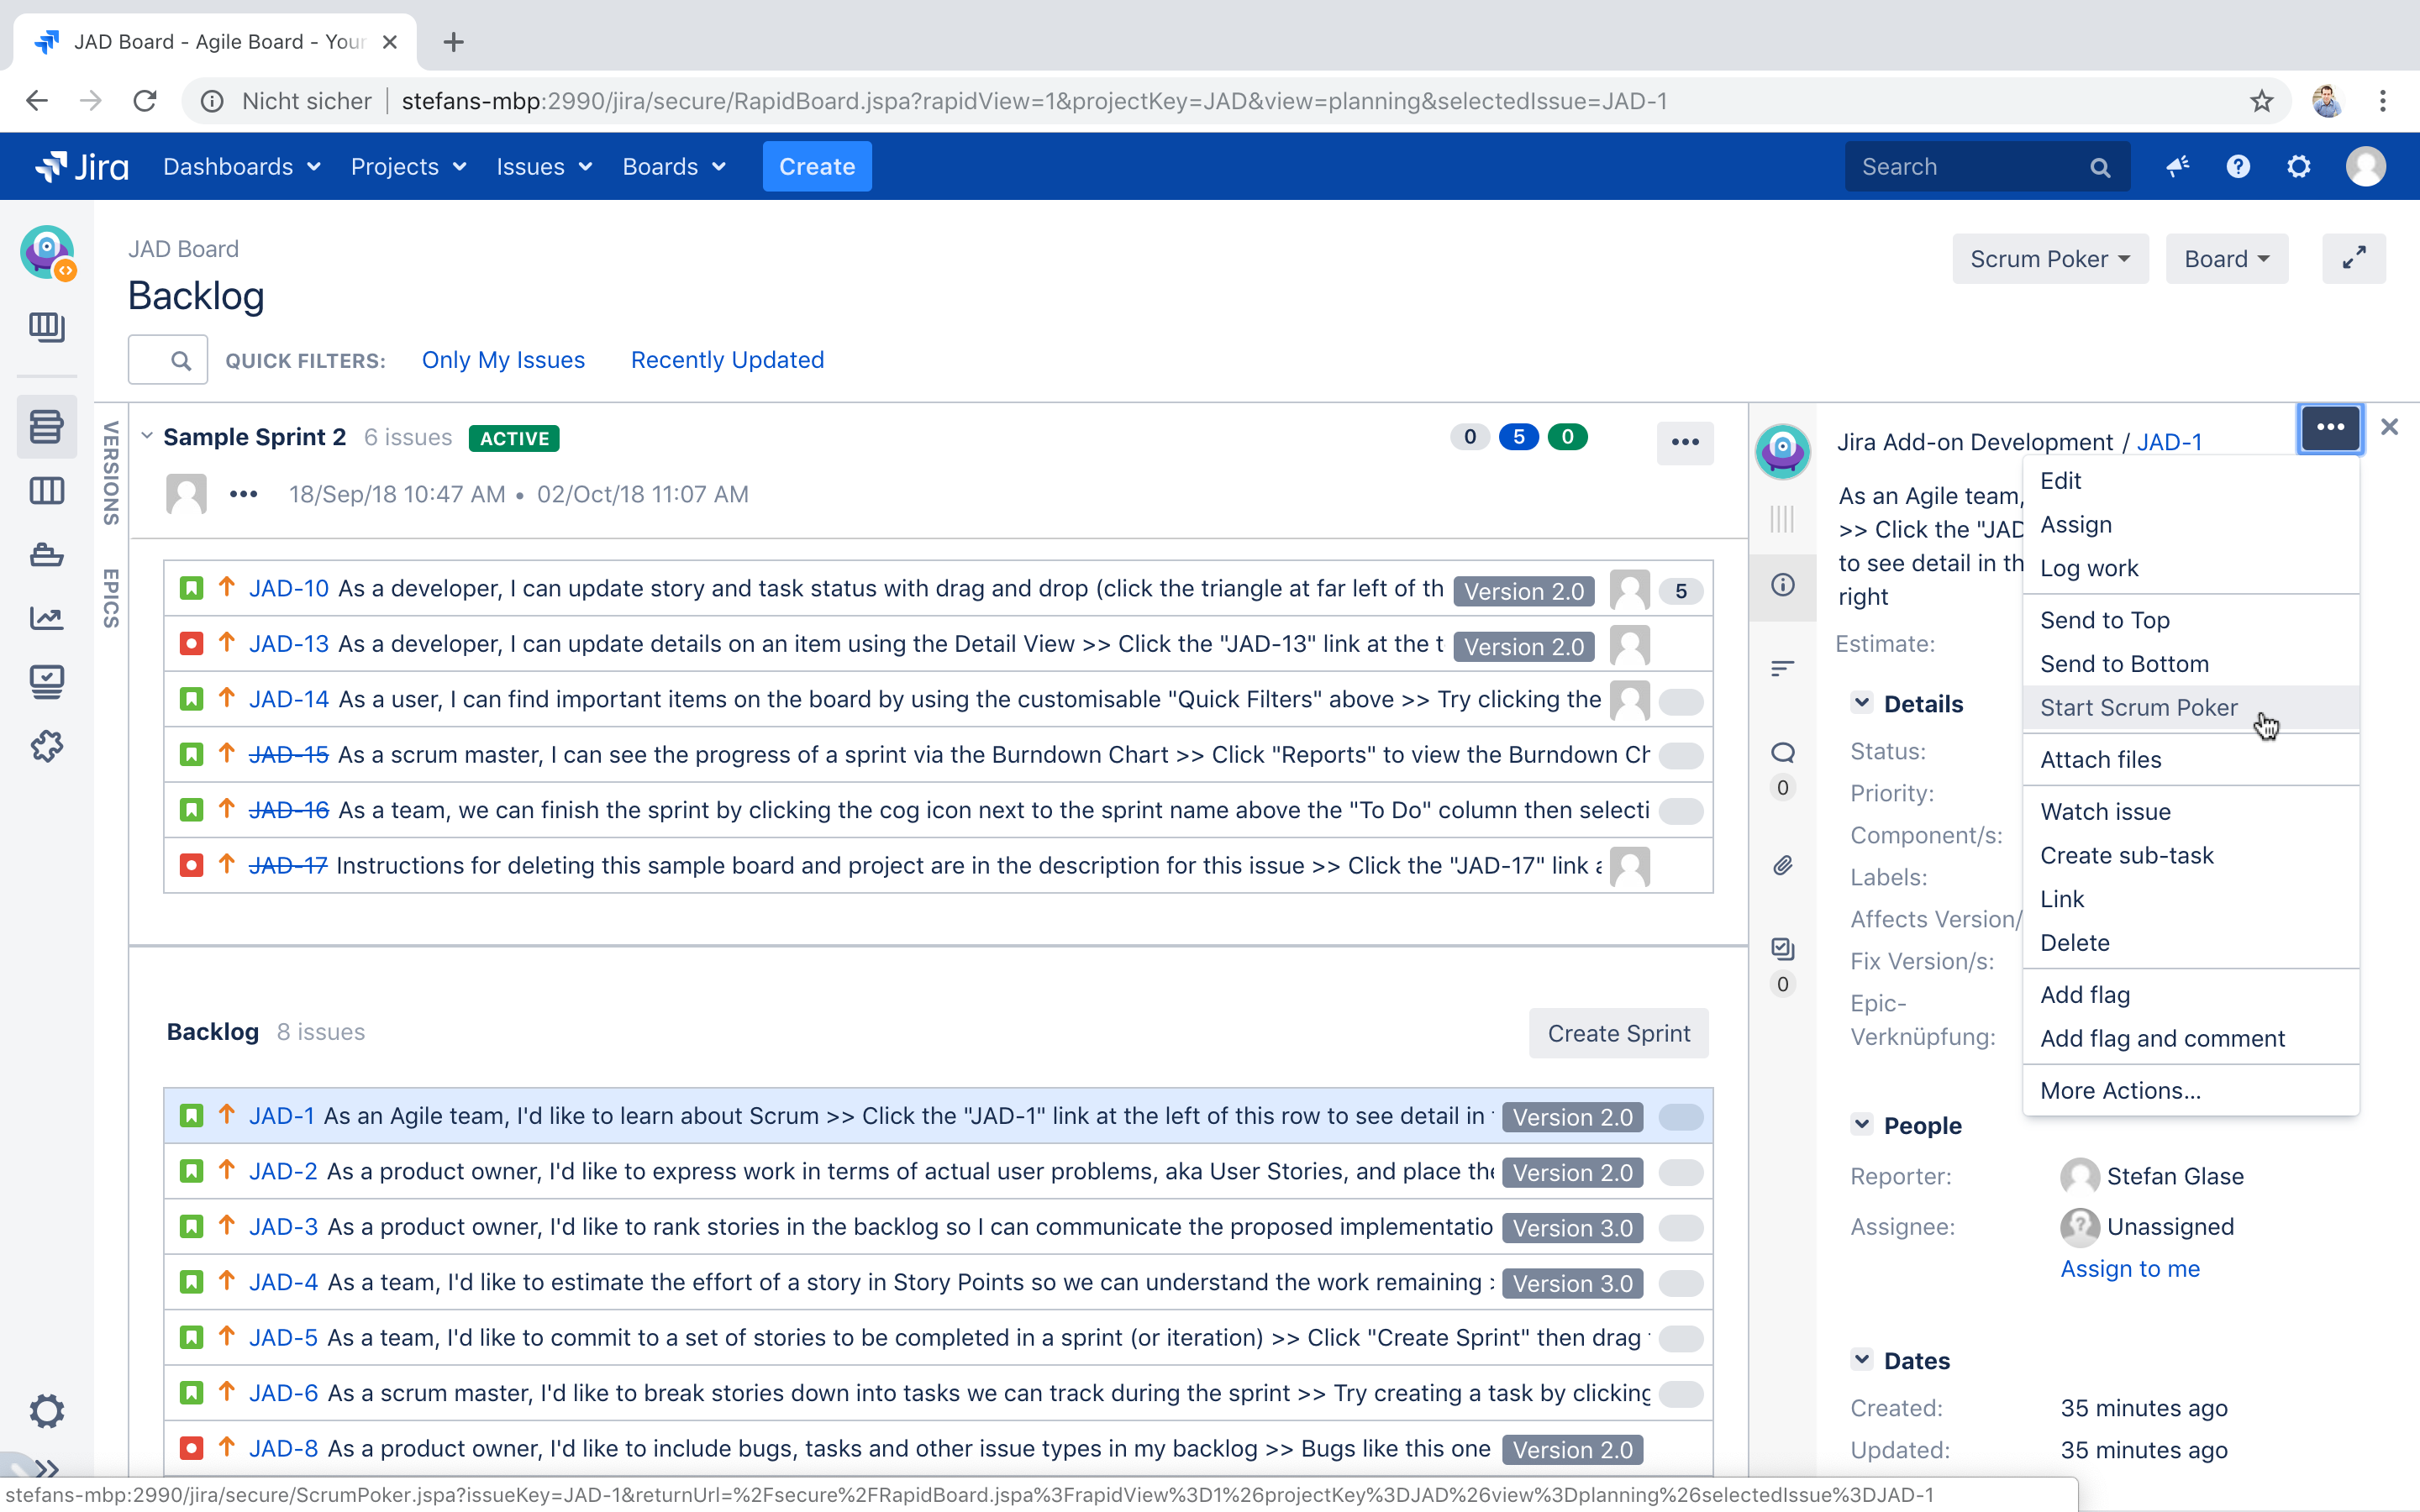 JAD Board - Agile Board - Your
Nicht sicher
stefans-mbp:2990/jira/secure/RapidBoard.jspa?rapidView=1&projectKey=JAD&view=planning&selectedIssue=JAD-1
Jira
Dashboards
Projects
Issues
Boards
Create
Search
JAD Board
Backlog
Scrum Poker
Board
QUICK FILTERS:
Only My Issues
Recently Updated
VERSIONS
EPICS
Sample Sprint 2 6 issues ACTIVE
0 5 0
18/Sep/18 10:47 AM • 02/Oct/18 11:07 AM
JAD-10 As a developer, I can update story and task status with drag and drop (click the triangle at far left of th Version 2.0 5
JAD-13 As a developer, I can update details on an item using the Detail View >> Click the "JAD-13" link at the t Version 2.0
JAD-14 As a user, I can find important items on the board by using the customisable "Quick Filters" above >> Try clicking the
JAD-15 As a scrum master, I can see the progress of a sprint via the Burndown Chart >> Click "Reports" to view the Burndown Ch
JAD-16 As a team, we can finish the sprint by clicking the cog icon next to the sprint name above the "To Do" column then selecti
JAD-17 Instructions for deleting this sample board and project are in the description for this issue >> Click the "JAD-17" link a
Backlog 8 issues
Create Sprint
JAD-1 As an Agile team, I'd like to learn about Scrum >> Click the "JAD-1" link at the left of this row to see detail in Version 2.0
JAD-2 As a product owner, I'd like to express work in terms of actual user problems, aka User Stories, and place the Version 2.0
JAD-3 As a product owner, I'd like to rank stories in the backlog so I can communicate the proposed implementatio Version 3.0
JAD-4 As a team, I'd like to estimate the effort of a story in Story Points so we can understand the work remaining Version 3.0
JAD-5 As a team, I'd like to commit to a set of stories to be completed in a sprint (or iteration) >> Click "Create Sprint" then drag
JAD-6 As a scrum master, I'd like to break stories down into tasks we can track during the sprint >> Try creating a task by clicking
JAD-8 As a product owner, I'd like to include bugs, tasks and other issue types in my backlog >> Bugs like this one Version 2.0
0
0
Jira Add-on Development / JAD-1
As an Agile team,
>> Click the "JAD
to see detail in th
right
Estimate:
Details
Status:
Priority:
Component/s:
Labels:
Affects Version/
Fix Version/s:
Epic-
Verknüpfung:
Edit
Assign
Log work
Send to Top
Send to Bottom
Start Scrum Poker
Attach files
Watch issue
Create sub-task
Link
Delete
Add flag
Add flag and comment
More Actions...
People
Reporter: Stefan Glase
Assignee: Unassigned
Assign to me
Dates
Created: 35 minutes ago
Updated: 35 minutes ago
stefans-mbp:2990/jira/secure/ScrumPoker.jspa?issueKey=JAD-1&returnUrl=%2Fsecure%2FRapidBoard.jspa%3FrapidView%3D1%26projectKey%3DJAD%26view%3Dplanning%26selectedIssue%3DJAD-1